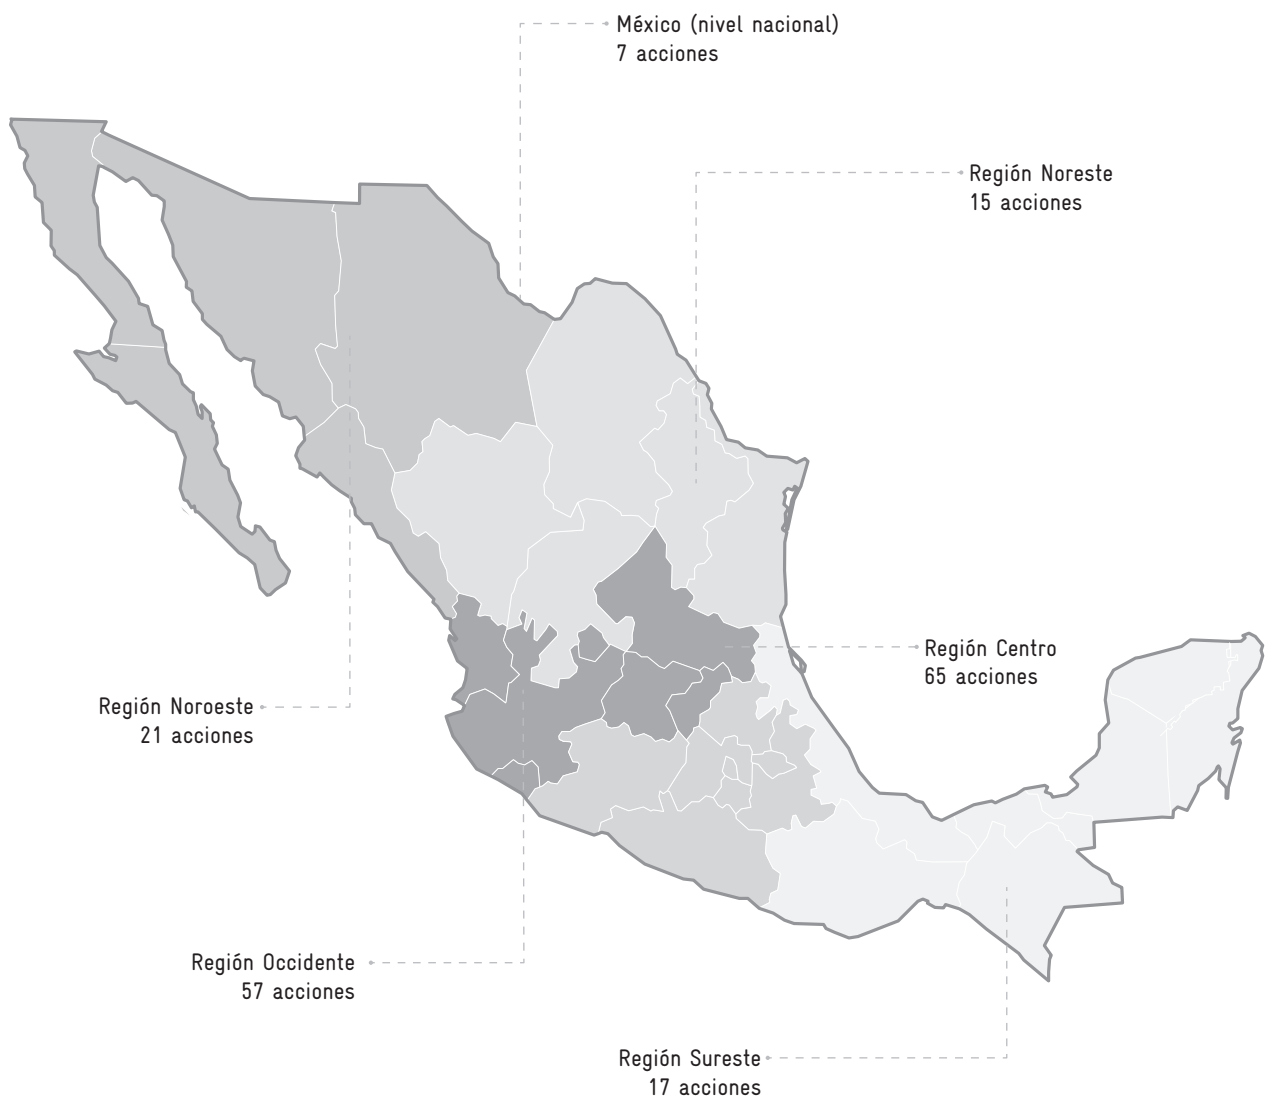 México (nivel nacional)
7 acciones
Región Noreste
15 acciones
Región Centro
65 acciones
Región Noroeste
21 acciones
Región Occidente
57 acciones
Región Sureste
17 acciones